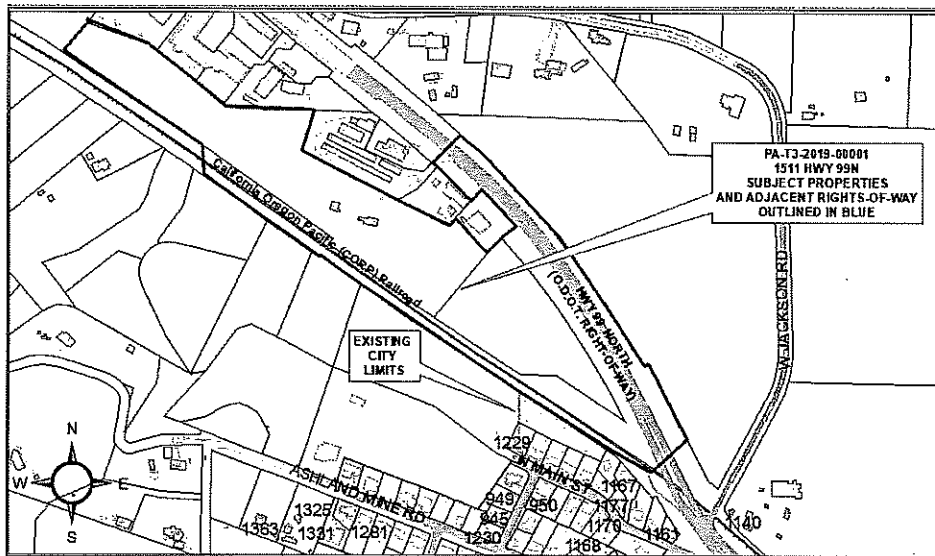 PA-T3-2019-00001
1511 HWY 99N
SUBJECT PROPERTIES
AND ADJACENT RIGHTS-OF-WAY
OUTLINED IN BLUE
California Oregon Pacific (CORP) Railroad
HWY 99 NORTH
(O.D.O.T. RIGHT-OF-WAY)
W JACKSON RD
EXISTING
CITY
LIMITS
N
W
E
S
ASHLAND MINE RD
N MAIN ST
1229
1167
949
950
1177
945
1170
1325
1363
1331
1281
1230
1168
1161
1140